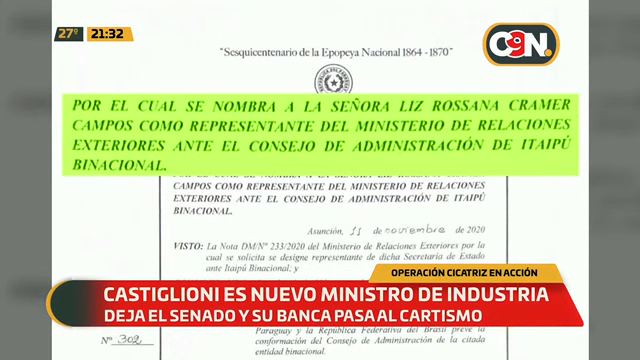 27º 21:32
"Sesquicentenario de la Epopeya Nacional 1864 - 1870"
C9N.
POR EL CUAL SE NOMBRA A LA SEÑORA LIZ ROSSANA CRAMER
CAMPOS COMO REPRESENTANTE DEL MINISTERIO DE RELACIONES
EXTERIORES ANTE EL CONSEJO DE ADMINISTRACIÓN DE ITAIPÚ
BINACIONAL.
CAMPOS COMO REPRESENTANTE DEL MINISTERIO DE RELACIONES
EXTERIORES ANTE EL CONSEJO DE ADMINISTRACIÓN DE ITAIPÚ
BINACIONAL.
Asunción, 11 de noviembre de 2020
VISTO: La Nota DM/Nº 233/2020 del Ministerio de Relaciones Exteriores por la
cual se solicita se designe representante de dicha Secretaría de Estado
ante Itaipú Binacional; y
OPERACIÓN CICATRIZ EN ACCIÓN
CASTIGLIONI ES NUEVO MINISTRO DE INDUSTRIA
DEJA EL SENADO Y SU BANCA PASA AL CARTISMO
Paraguay y la República Federativa del Brasil prevé la
Nº 302
conformación del Consejo de Administración de la citada
entidad binacional.